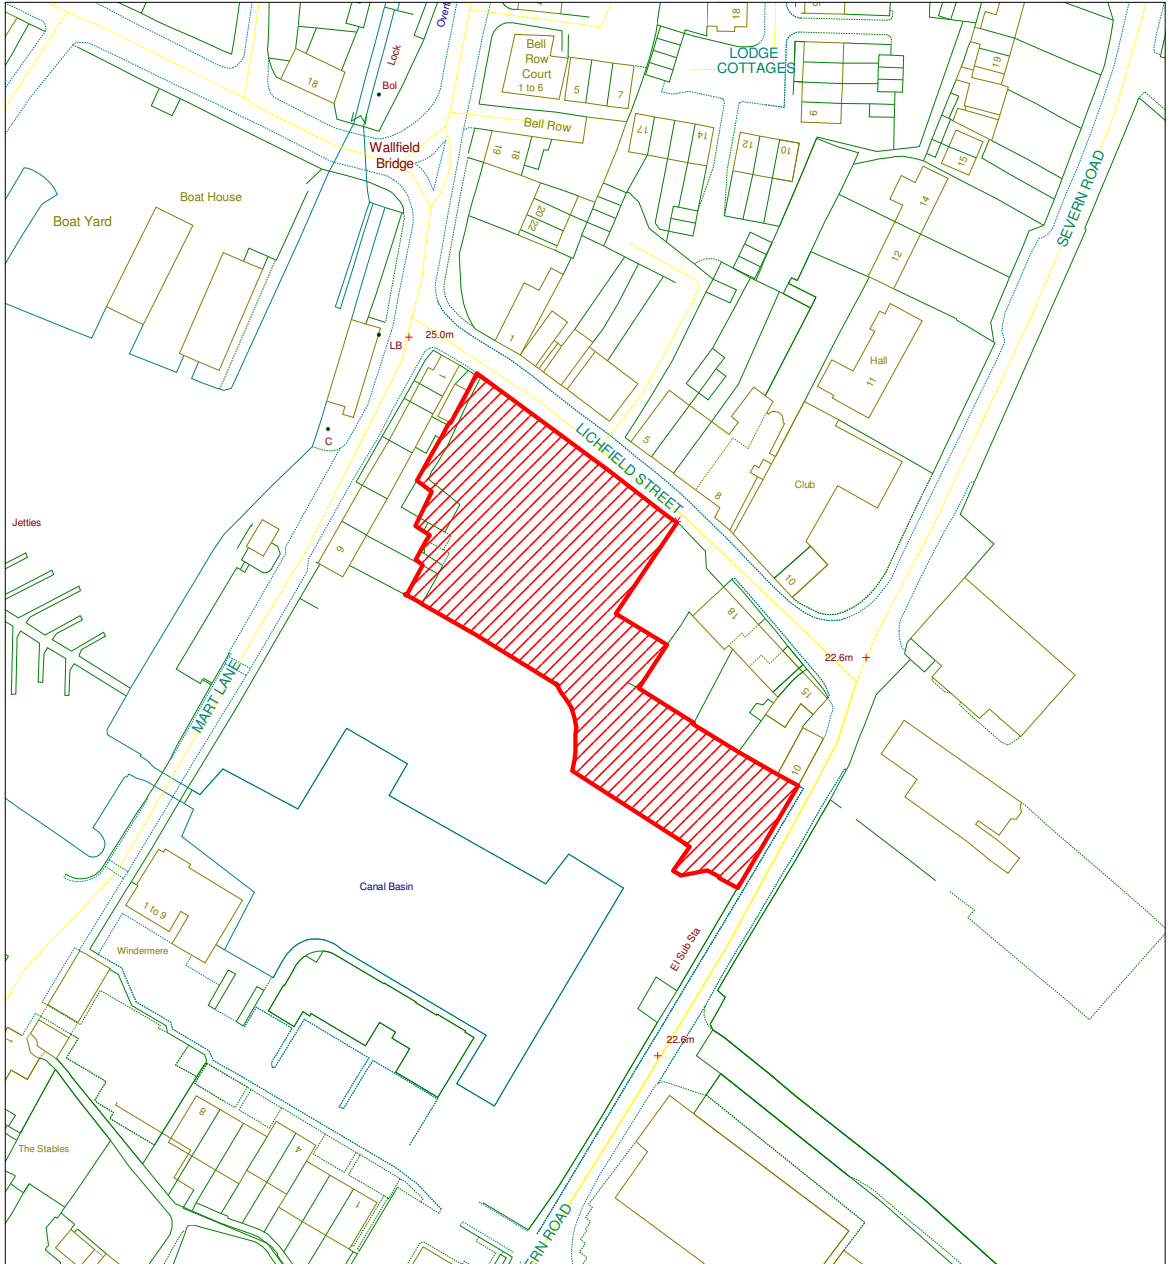 18
Lock
Bol
Bell
Row
Court
1 to 6
5
7
18
LODGE
COTTAGES
6
19
15
Bell Row
17
14
12
10
Wallfield
Bridge
19
18
20
22
Boat House
Boat Yard
14
12
SEVERN ROAD
25.0m
LB
1
1
Hall
11
C
LICHFIELD STREET
5
8
Club
Jetties
9
10
18
22.6m
15
MART LANE
10
Canal Basin
1 to 9
Windermere
El Sub Sta
22.6m
1
8
4
1
The Stables
ERN ROAD